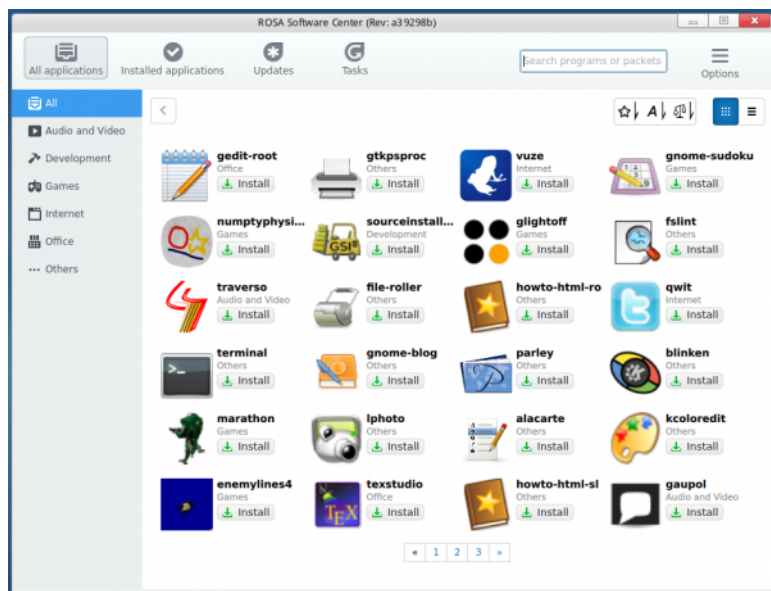 ROSA Software Center (Rev: a39298b)
All applications
Installed applications
Updates
Tasks
Search programs or packets
Options
All
Audio and Video
Development
Games
Internet
Office
Others
gedit-root
Office
Install
gtkpsproc
Others
Install
vuze
Internet
Install
gnome-sudoku
Games
Install
numptyphysi...
Games
Install
sourceinstall...
Development
Install
glightoff
Games
Install
fslint
Others
Install
traverso
Audio and Video
Install
file-roller
Others
Install
howto-html-ro
Others
Install
qwit
Internet
Install
terminal
Others
Install
gnome-blog
Others
Install
parley
Others
Install
blinken
Others
Install
marathon
Games
Install
lphoto
Others
Install
alacarte
Others
Install
kcoloredit
Others
Install
enemylines4
Games
Install
texstudio
Office
Install
howto-html-sl
Others
Install
gaupol
Audio and Video
Install
« 1 2 3 »